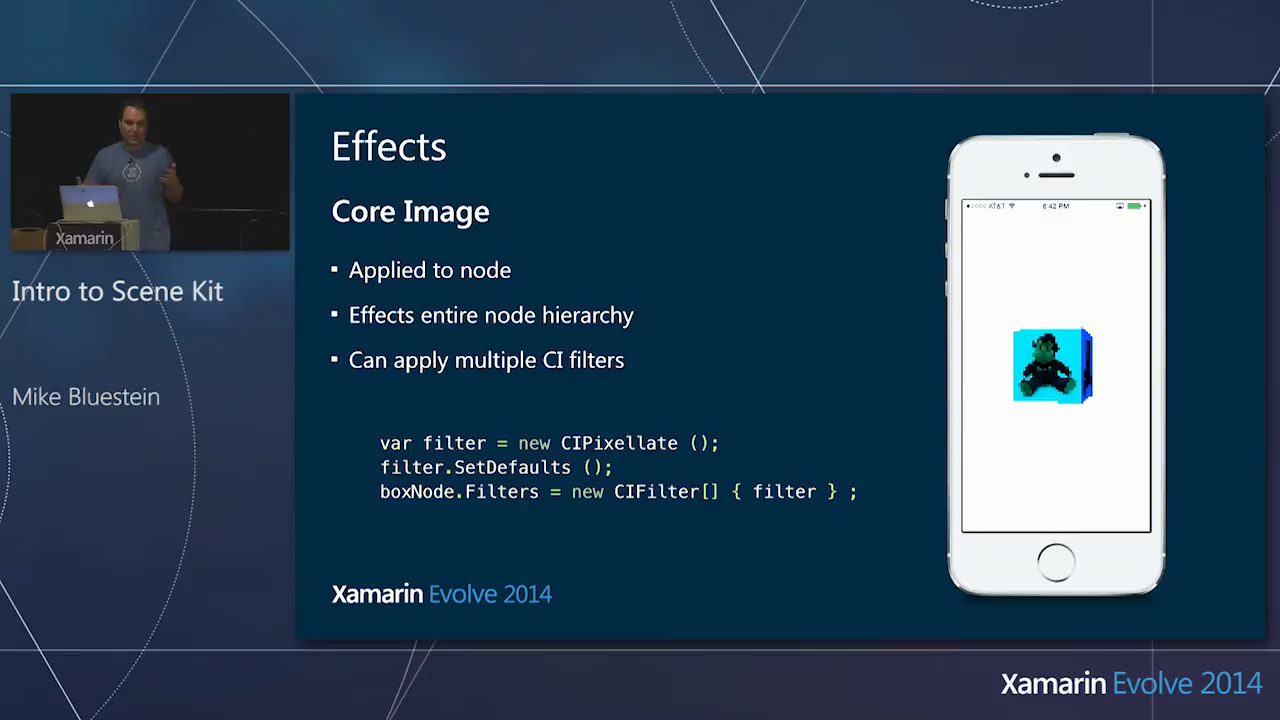 Effects
Core Image
Applied to node
Effects entire node hierarchy
Can apply multiple CI filters
var filter = new CIPixellate ();
filter.SetDefaults ();
boxNode.Filters = new CIFilter[] { filter } ;
Xamarin Evolve 2014
AT&T
6:42 PM
Xamarin
Intro to Scene Kit
Mike Bluestein
Xamarin Evolve 2014